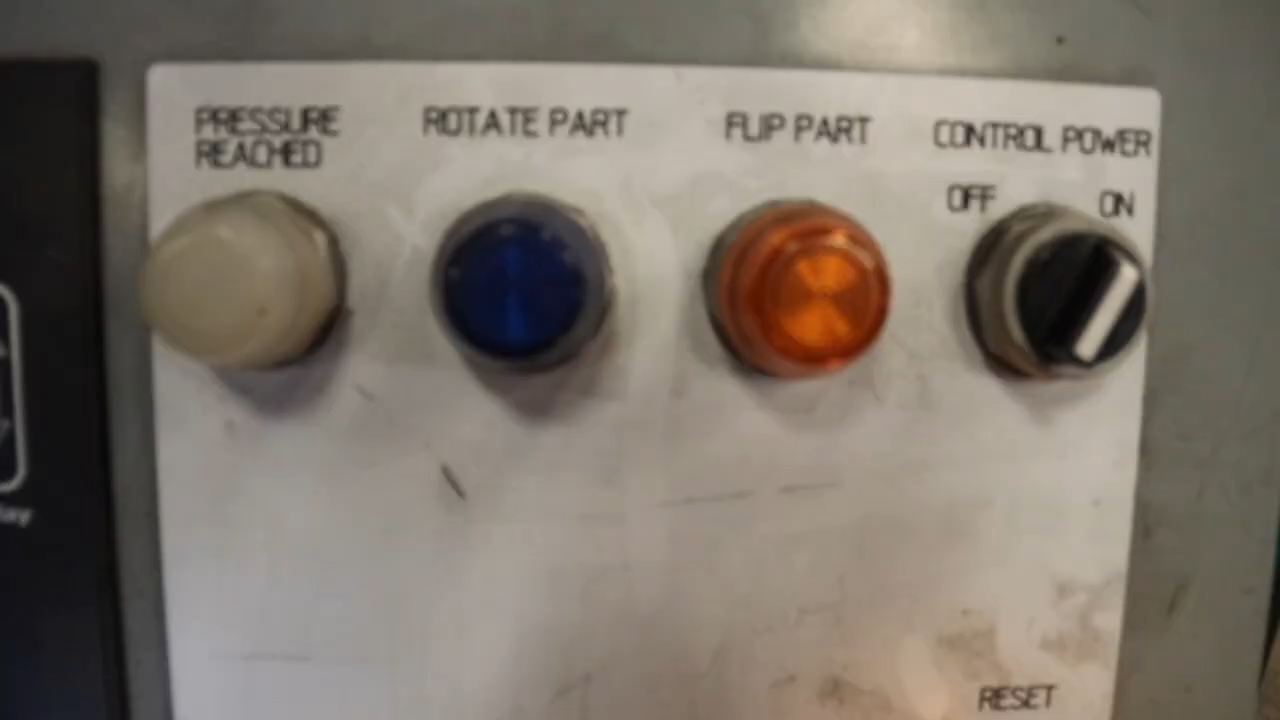 PRESSURE
REACHED
ROTATE PART
FLIP PART
CONTROL POWER
OFF ON
RESET